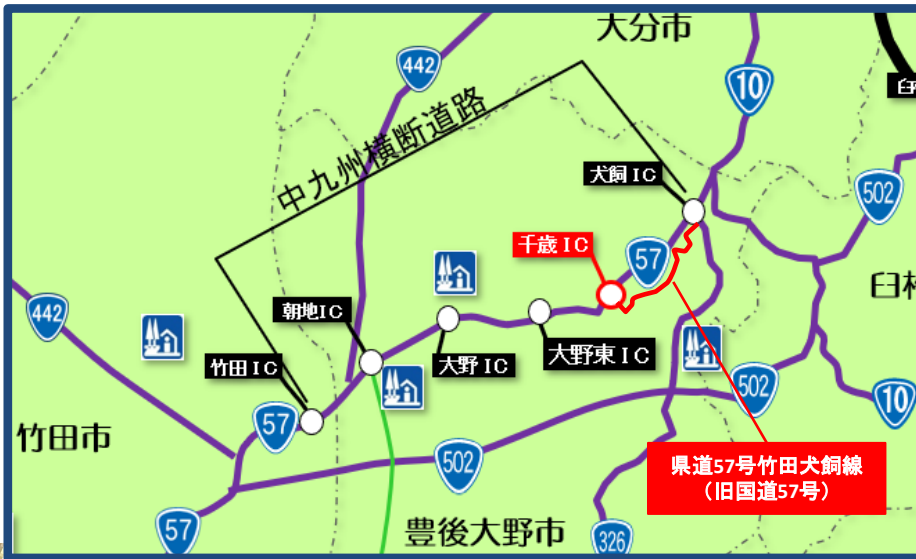 大分市
442
10
臼
中九州横断道路
犬飼IC
502
千歳IC
57
臼杵
442
朝地IC
竹田IC
大野IC
大野東IC
502
10
57
竹田市
502
県道57号竹田犬飼線
（旧国道57号）
57
豊後大野市
326